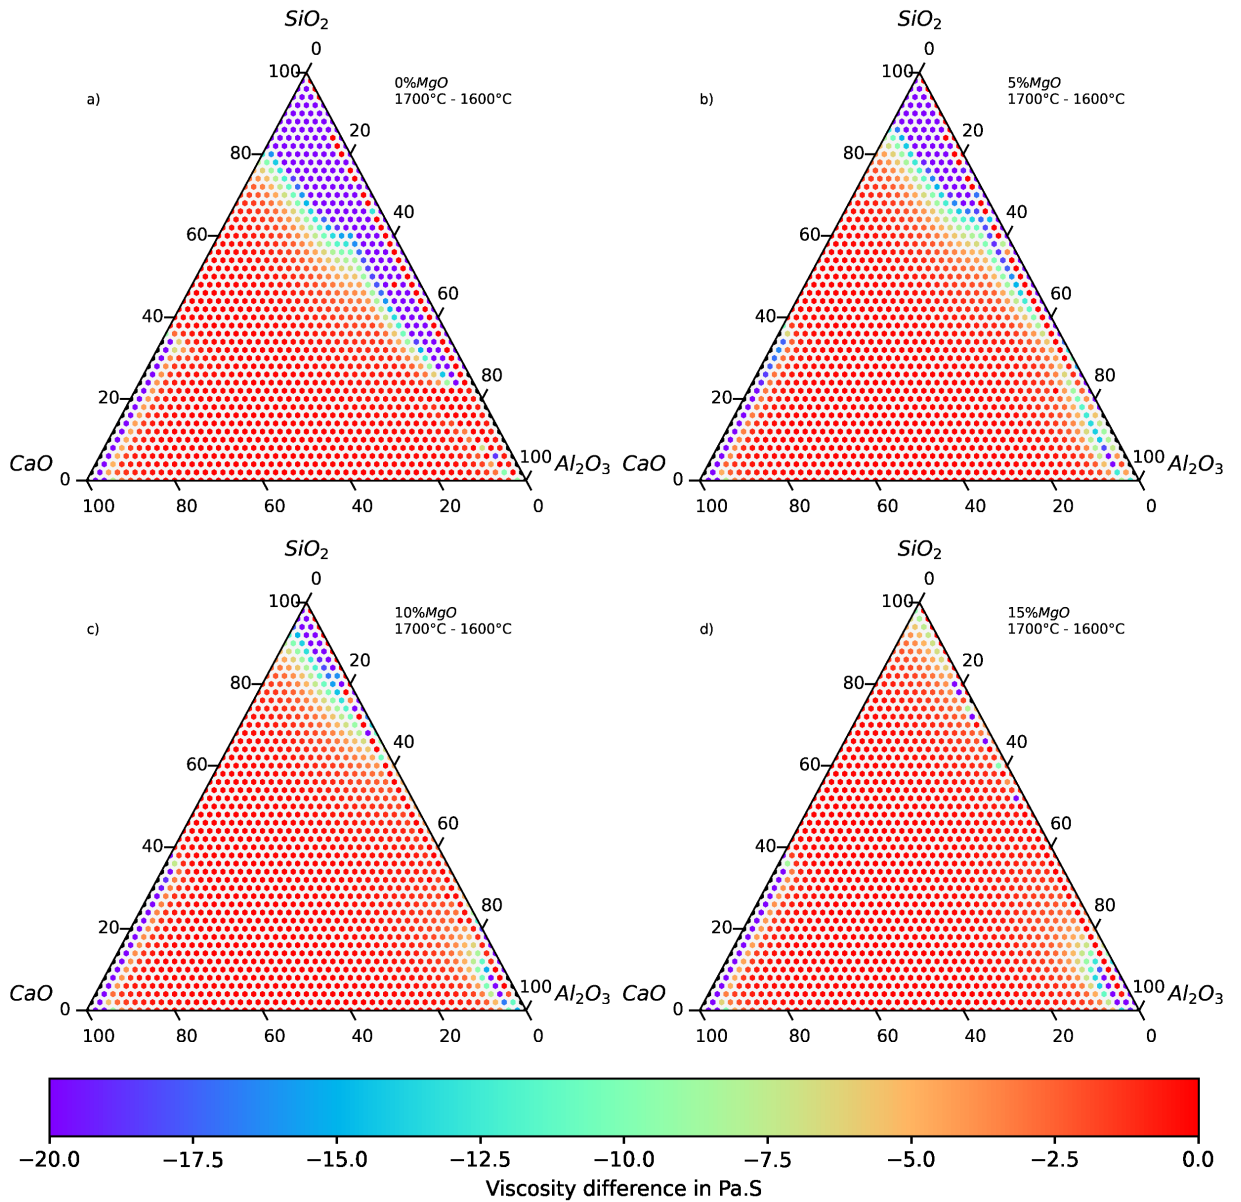 SiO2 SiO2
0 0
100 100
a) 0%MgO b) 5%MgO
1700°C - 1600°C 1700°C - 1600°C
20 20
80 80
40 40
60 60
60 60
40 40
80 80
20 20
CaO 0 100 Al2O3 CaO 0 100 Al2O3
100 80 60 40 20 0 100 80 60 40 20 0
SiO2 SiO2
0 0
100 100
c) 10%MgO d) 15%MgO
1700°C - 1600°C 1700°C - 1600°C
20 20
80 80
40 40
60 60
60 60
40 40
80 80
20 20
CaO 0 100 Al2O3 CaO 0 100 Al2O3
100 80 60 40 20 0 100 80 60 40 20 0
−20.0 −17.5 −15.0 −12.5 −10.0 −7.5 −5.0 −2.5 0.0
Viscosity difference in Pa.S